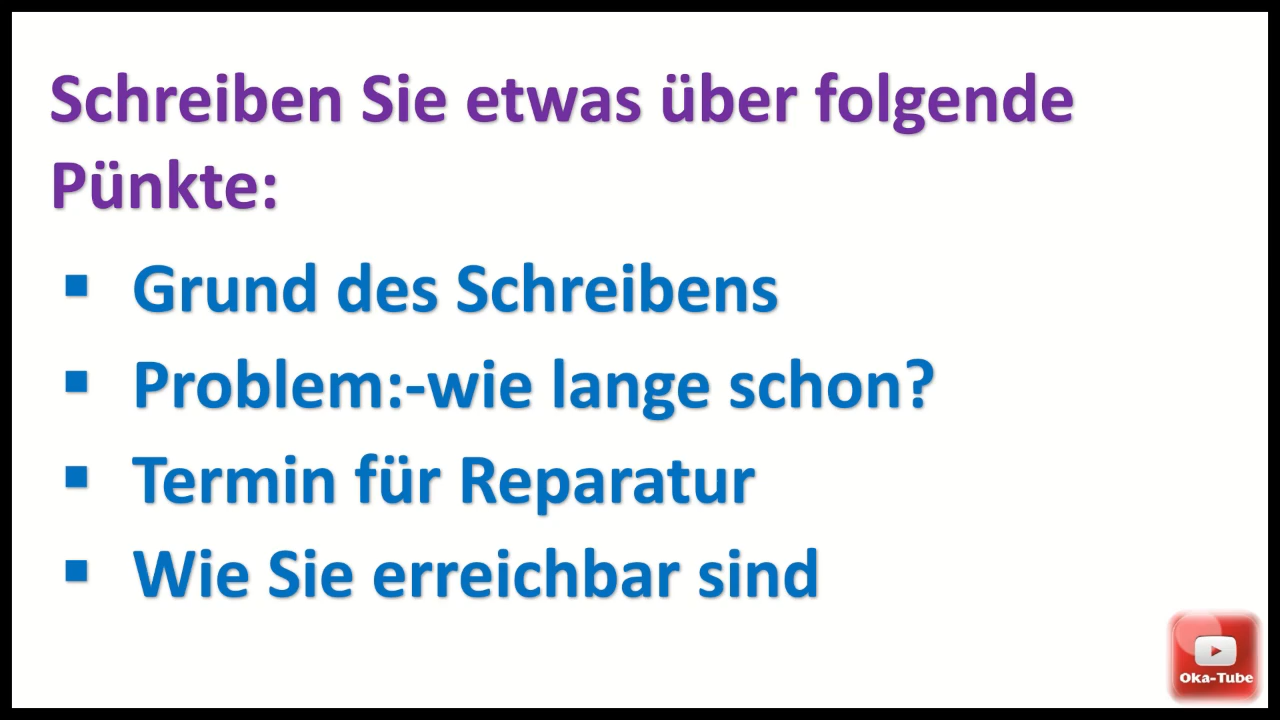 Schreiben Sie etwas über folgende
Pünkte:
▪ Grund des Schreibens
▪ Problem:-wie lange schon?
▪ Termin für Reparatur
▪ Wie Sie erreichbar sind
Oka-Tube